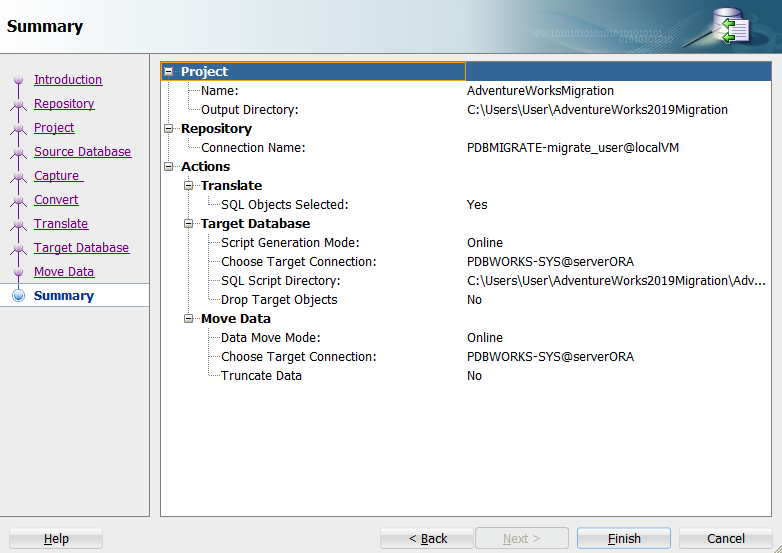 Summary
Introduction
Repository
Project
Source Database
Capture
Convert
Translate
Target Database
Move Data
Summary
Project
Name: AdventureWorksMigration
Output Directory: C:\Users\User\AdventureWorks2019Migration
Repository
Connection Name: PDBMIGRATE-migrate_user@localVM
Actions
Translate
SQL Objects Selected: Yes
Target Database
Script Generation Mode: Online
Choose Target Connection: PDBWORKS-SYS@serverORA
SQL Script Directory: C:\Users\User\AdventureWorks2019Migration\Adv...
Drop Target Objects No
Move Data
Data Move Mode: Online
Choose Target Connection: PDBWORKS-SYS@serverORA
Truncate Data No
Help < Back Next > Finish Cancel